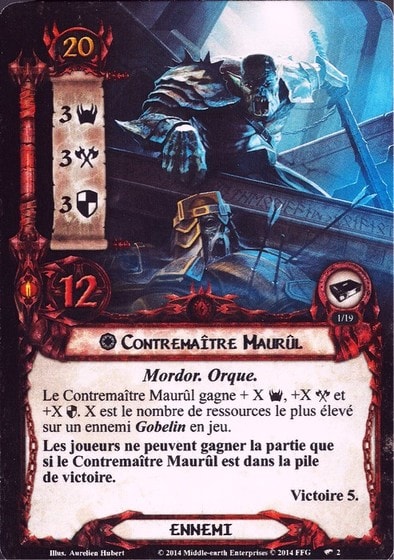 20
3
3
3
12
1/19
Contremaître Maurûl
Mordor. Orque.
Le Contremaître Maurûl gagne + X , +X et
+X . X est le nombre de ressources le plus élevé
sur un ennemi Gobelin en jeu.
Les joueurs ne peuvent gagner la partie que
si le Contremaître Maurûl est dans la pile
de victoire.
Victoire 5.
ENNEMI
Illus. Aurelien Hubert © 2014 Middle-earth Enterprises © 2014 FFG 2